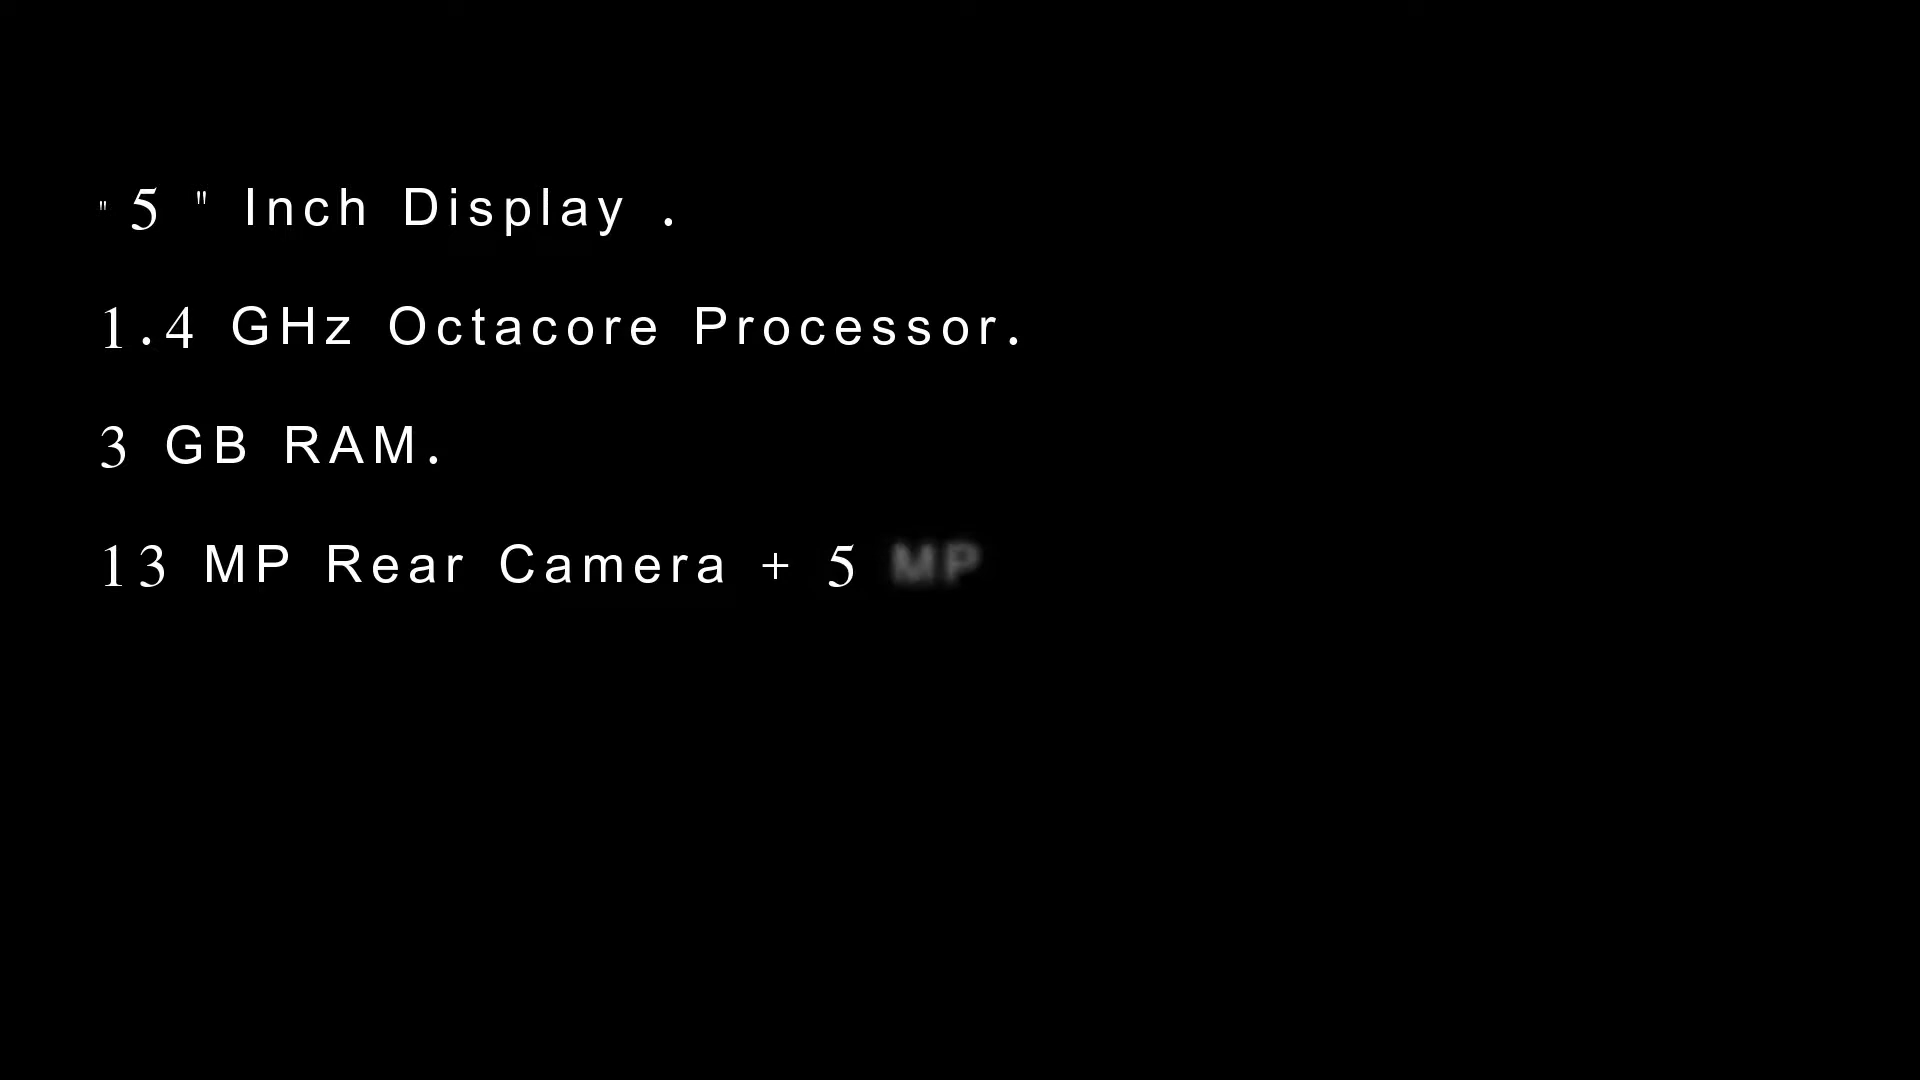 " 5 " Inch Display .
1.4 GHz Octacore Processor.
3 GB RAM.
13 MP Rear Camera + 5 MP